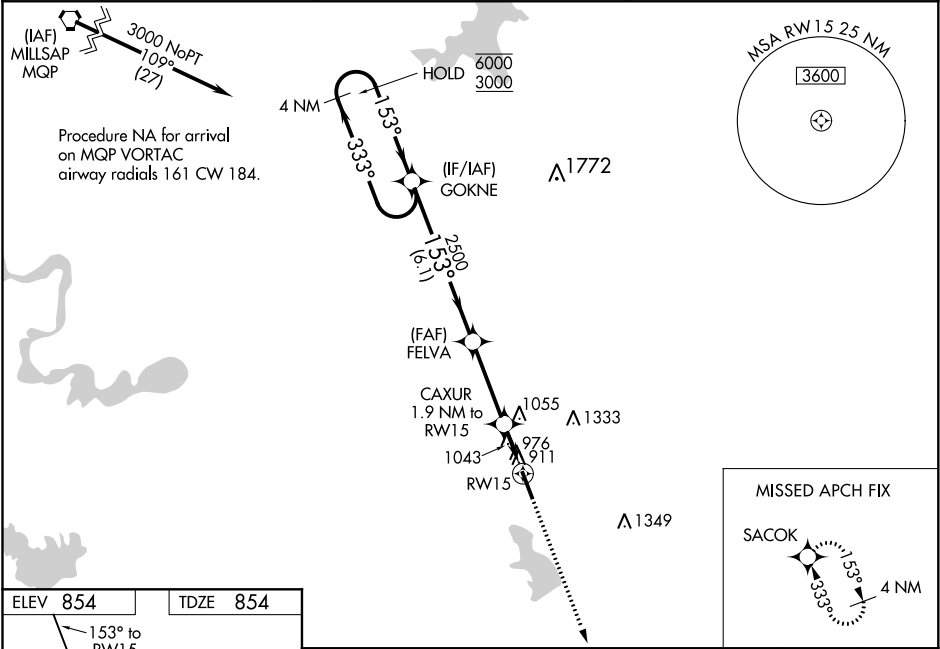 (IAF)
MILLSAP
MQP
3000 NoPT
109°
(27)
Procedure NA for arrival
on MQP VORTAC
airway radials 161 CW 184.
HOLD
6000
3000
4 NM
153°
333°
(IF/IAF)
GOKNE
1772
MSA RW15 25 NM
3600
2500
153°
(6.1)
(FAF)
FELVA
CAXUR
1.9 NM to
RW15
1055
1333
1043
976
911
RW15
1349
MISSED APCH FIX
SACOK
153°
333°
4 NM
ELEV 854
TDZE 854
153° to
RW15